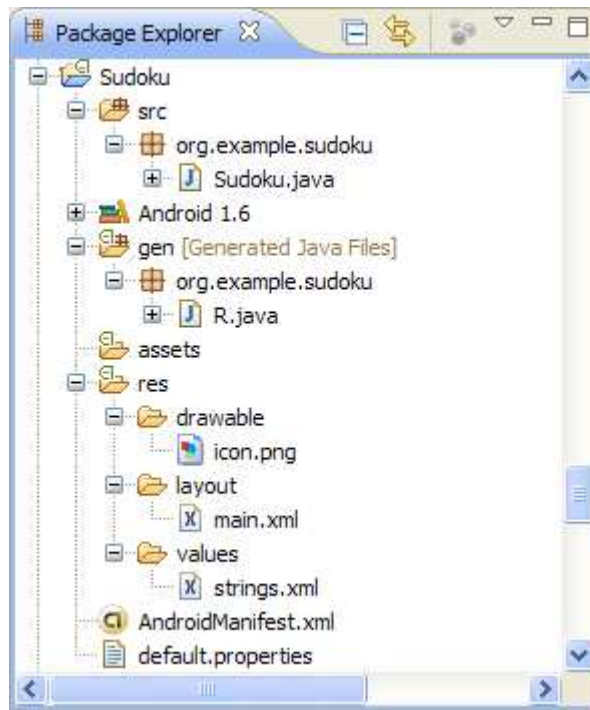 Package Explorer
Sudoku
src
org.example.sudoku
Sudoku.java
Android 1.6
gen [Generated Java Files]
org.example.sudoku
R.java
assets
res
drawable
icon.png
layout
main.xml
values
strings.xml
AndroidManifest.xml
default.properties